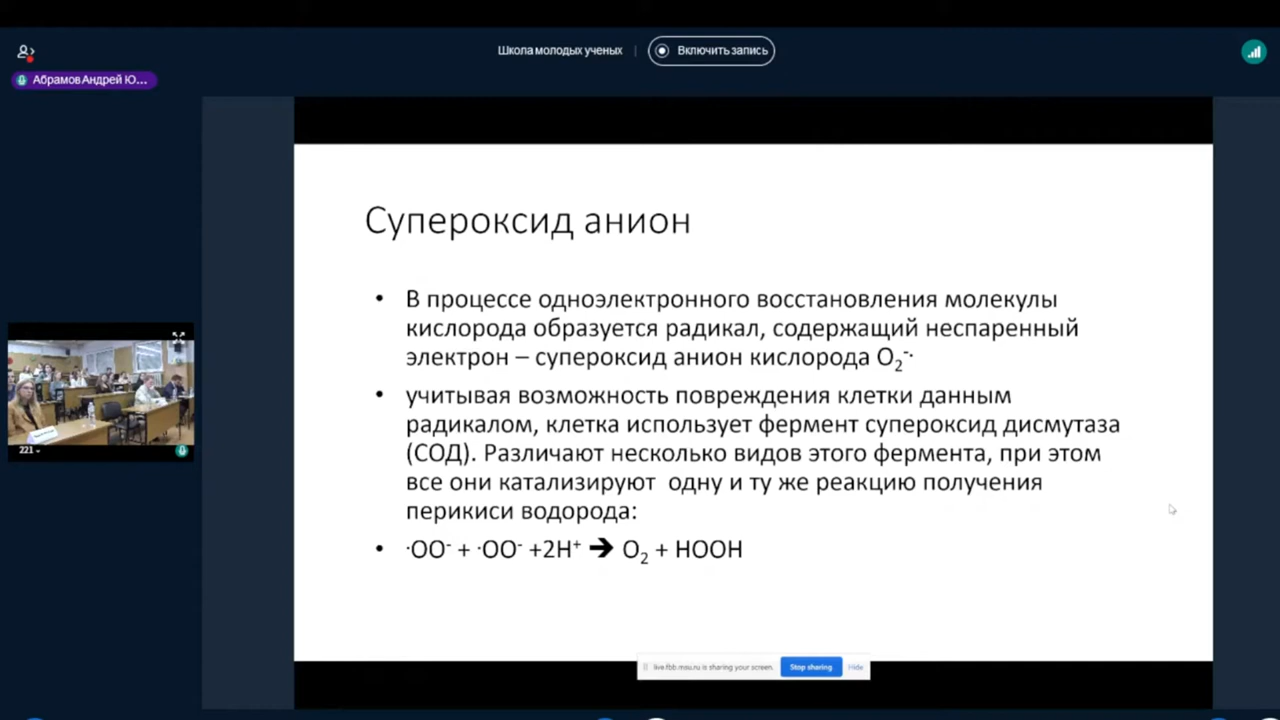 Школа молодых ученых
Включить запись
Абрамов Андрей Ю...
Супероксид анион
• В процессе одноэлектронного восстановления молекулы
кислорода образуется радикал, содержащий неспаренный
электрон – супероксид анион кислорода O₂⁻·
• учитывая возможность повреждения клетки данным
радикалом, клетка использует фермент супероксид дисмутаза
(СОД). Различают несколько видов этого фермента, при этом
все они катализируют одну и ту же реакцию получения
перикиси водорода:
• ·OO⁻ + ·OO⁻ +2H⁺ → O₂ + HOOH
221
live.fbb.msu.ru is sharing your screen.
Stop sharing
Hide